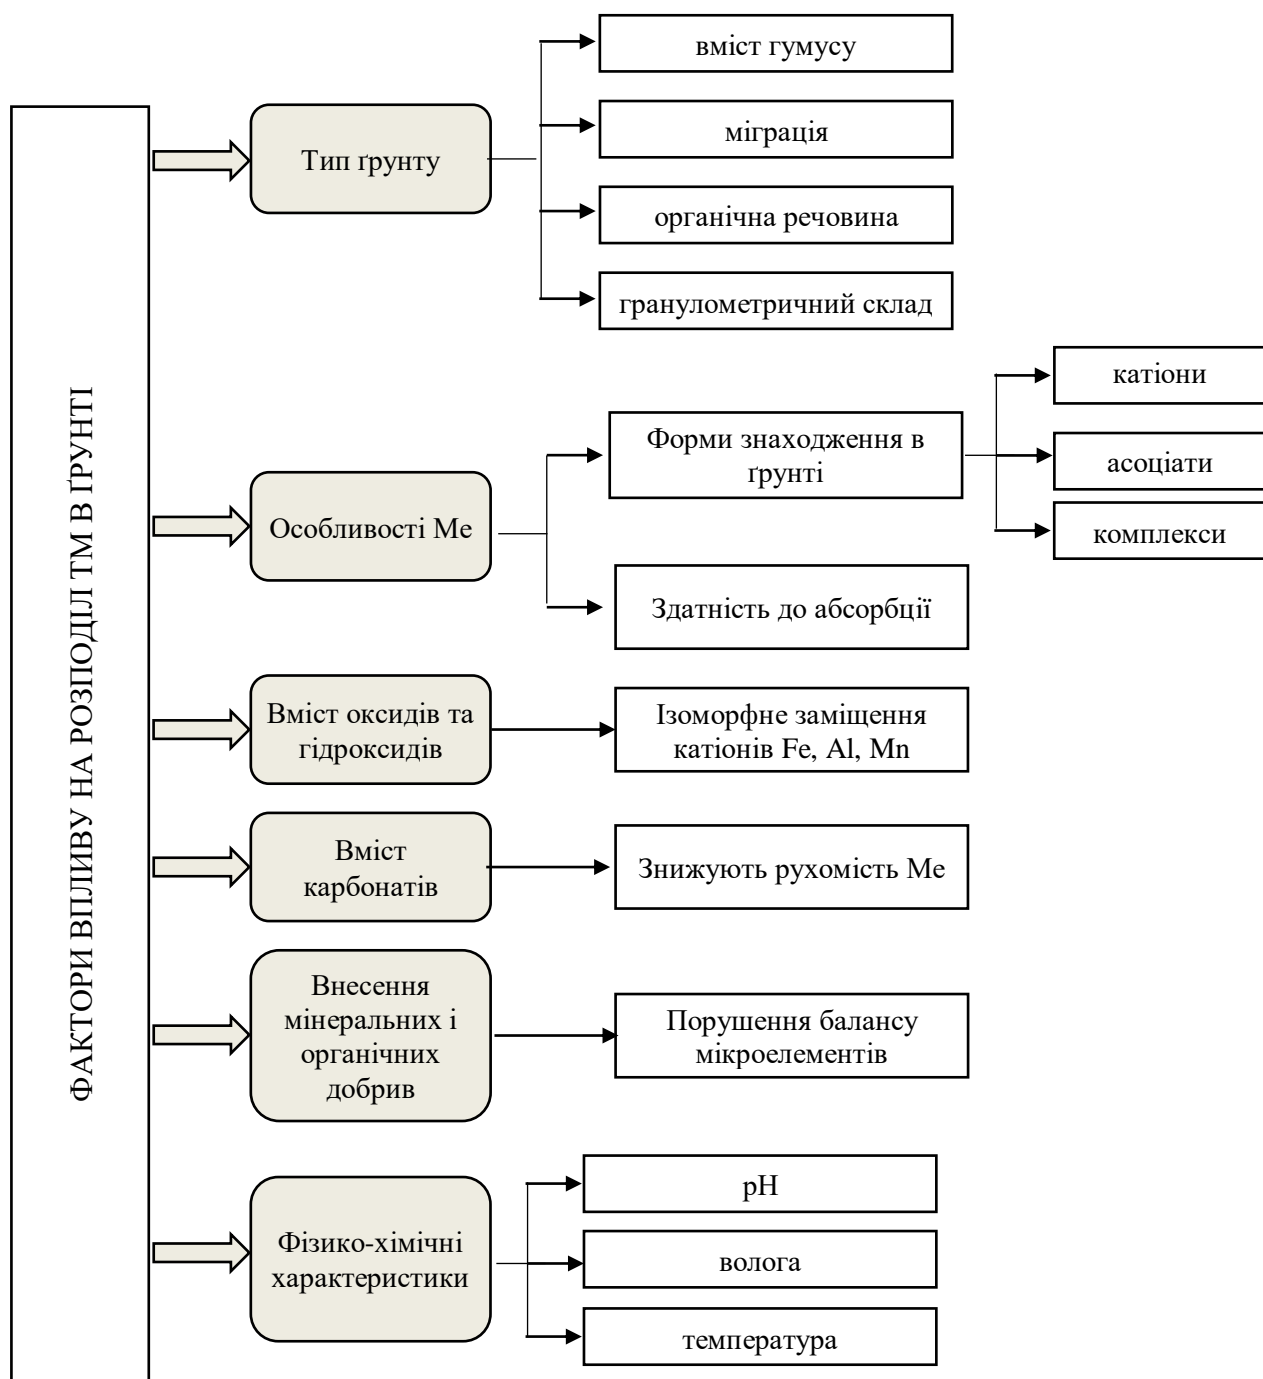 ФАКТОРИ ВПЛИВУ НА РОЗПОДІЛ ТМ В ҐРУНТІ
Тип ґрунту
вміст гумусу
міграція
органічна речовина
гранулометричний склад
Особливості Ме
Форми знаходження в
ґрунті
катіони
асоціати
комплекси
Здатність до абсорбції
Вміст оксидів та
гідроксидів
Ізоморфне заміщення
катіонів Fe, Al, Mn
Вміст
карбонатів
Знижують рухомість Ме
Внесення
мінеральних і
органічних
добрив
Порушення балансу
мікроелементів
Фізико-хімічні
характеристики
рН
волога
температура